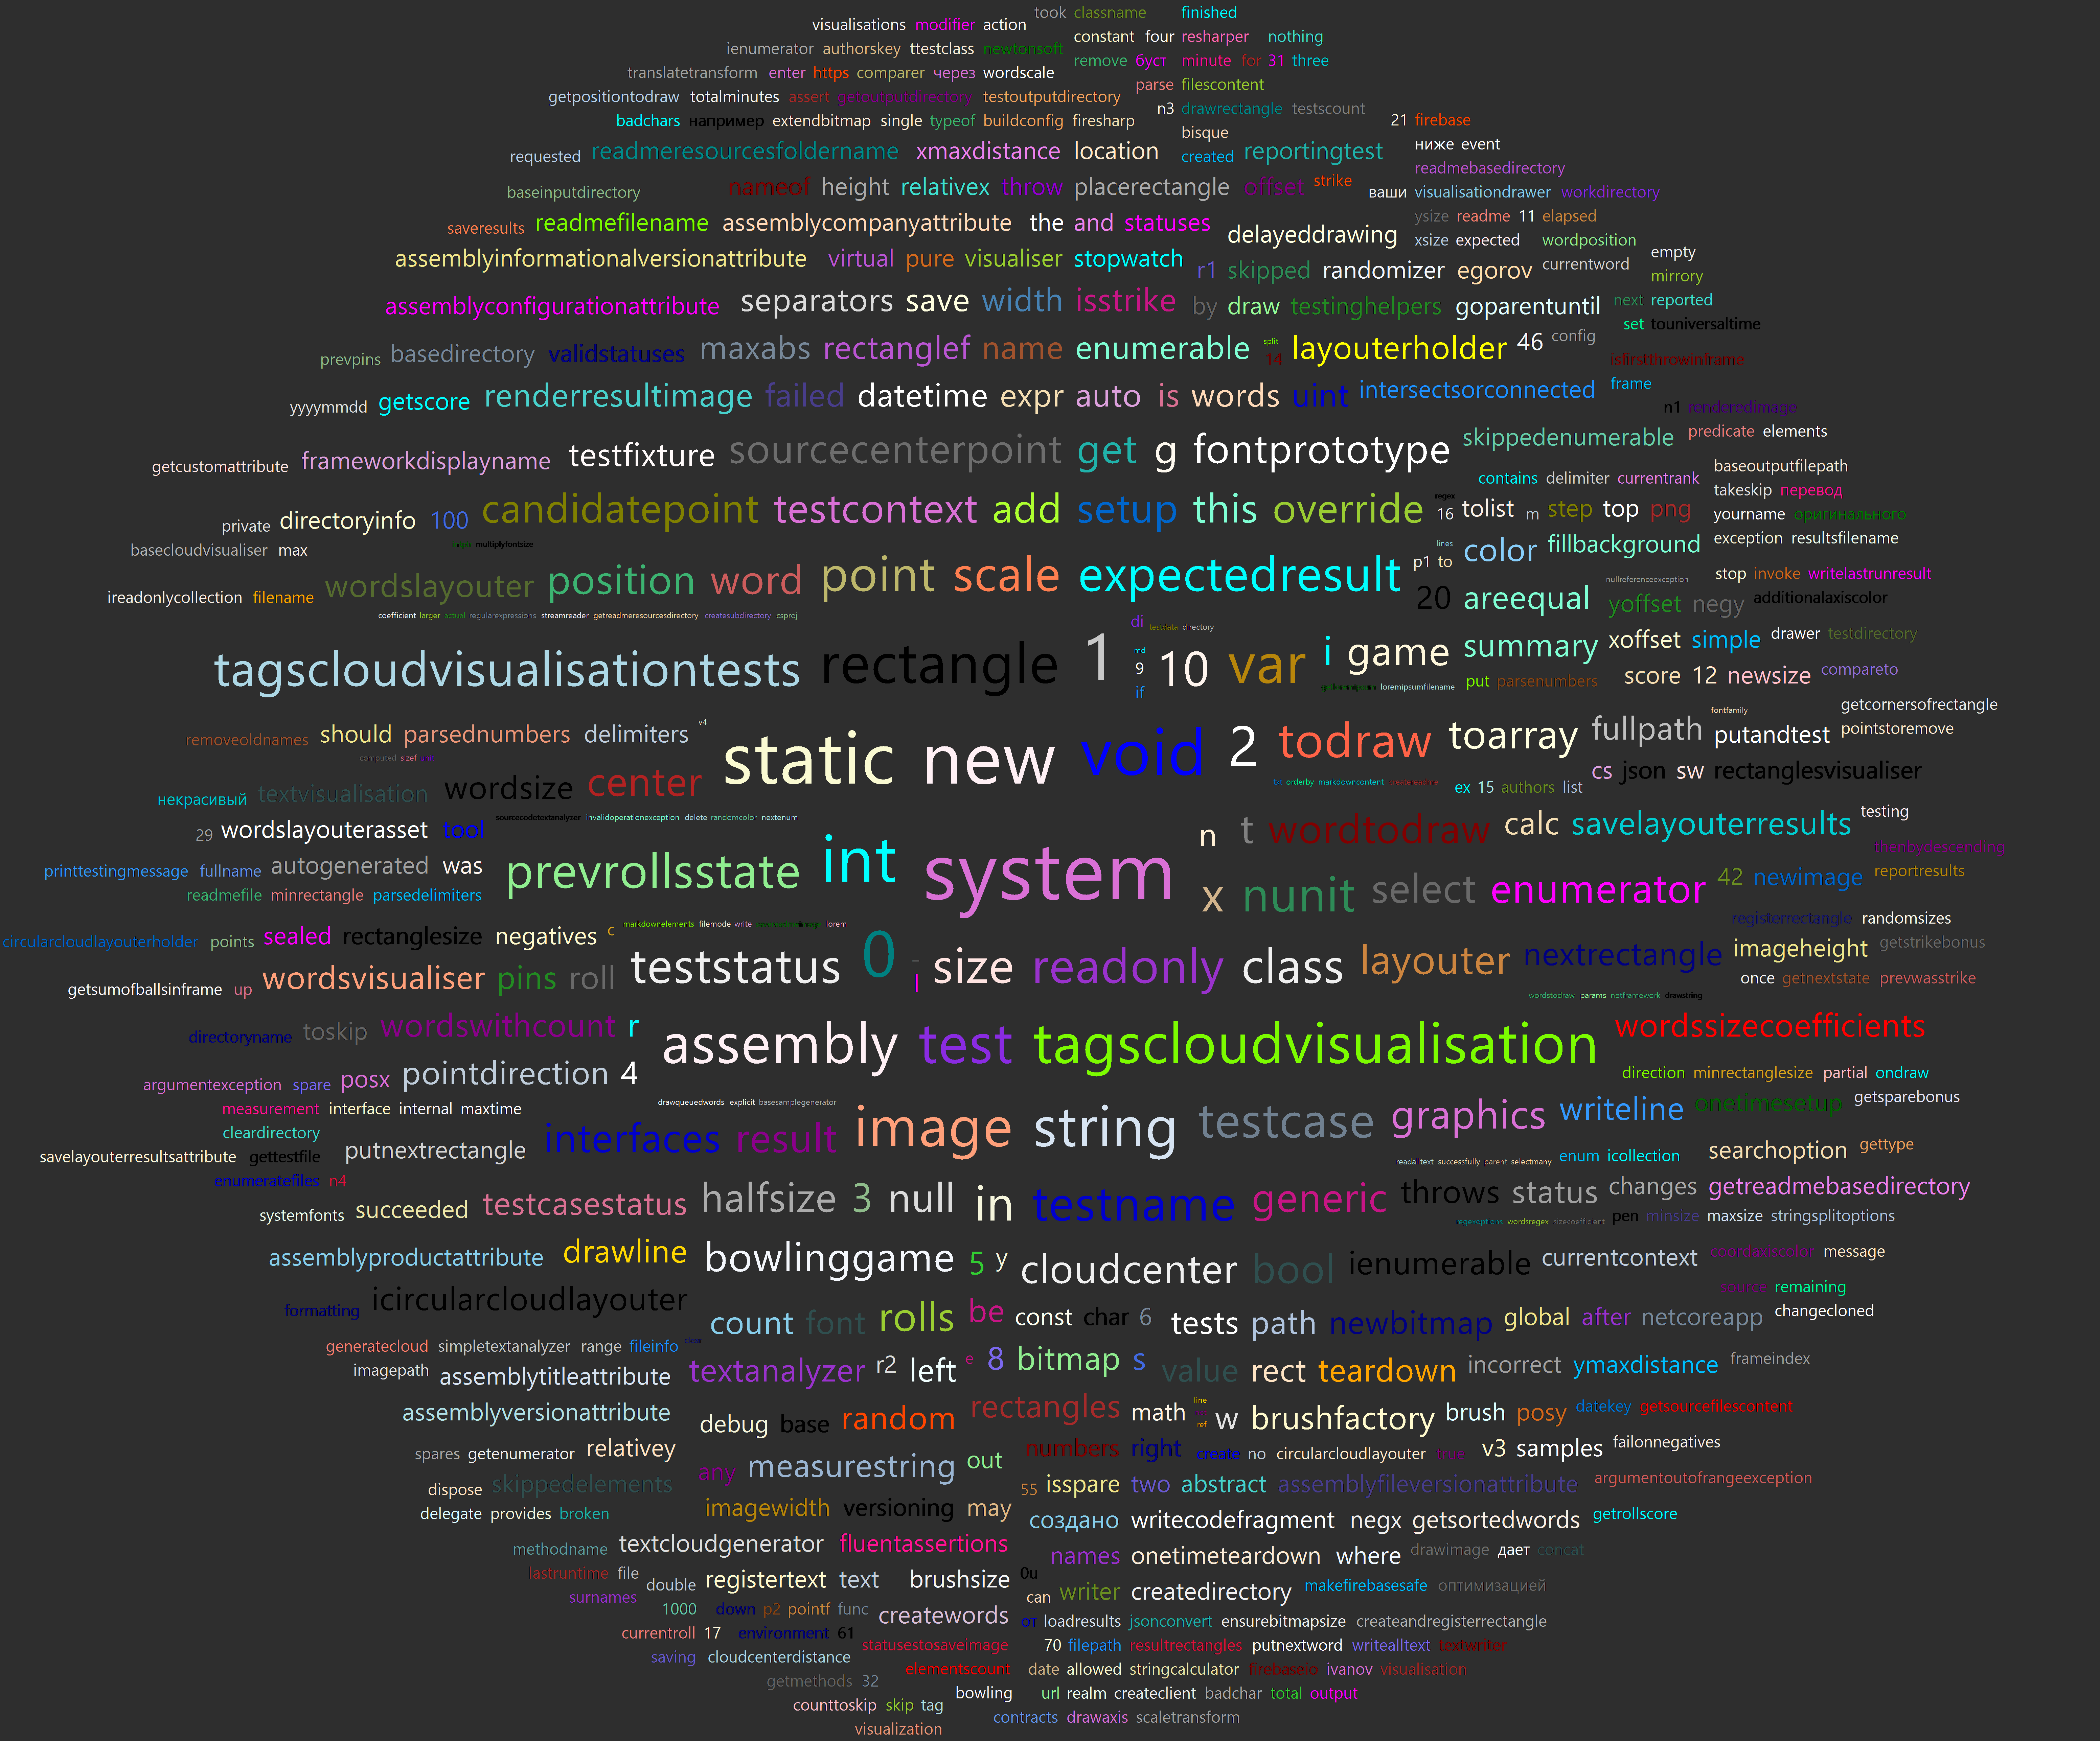 took classname finished
visualisations modifier action
constant four resharper nothing
ienumerator authorskey ttestclass newtonsoft
remove 6уст minute for 31 three
translatetransform enter https comparer через wordscale
parse filescontent
getpositiontodraw totalminutes assert getoutputdirectory testoutputdirectory
n3 drawrectangle testscount
badchars например extendbitmap single typeof buildconfig firesharp
21 firebase
bisque
ниже event
requested readmeresourcesfoldername xmaxdistance location created reportingtest
readmebasedirectory
baseinputdirectory nameof height relativex throw placerectangle offset strike
ваши visualisationdrawer workdirectory
ysize readme 11 elapsed
saveresults readmefilename assemblycompanyattribute the and statuses delayeddrawing
xsize expected wordposition
empty
assemblyinformationalversionattribute virtual pure visualiser stopwatch r1 skipped randomizer egorov currentword
mirrory
assemblyconfigurationattribute separators save width isstrike by draw testinghelpers goparentuntil next reported
set touniversaltime
prevpins basedirectory validstatuses maxabs rectanglef name enumerable split 14 layouterholder 46 config
isfirstthrowinframe
yyyymmdd getscore renderresultimage failed datetime expr auto is words uint intersectsorconnected frame
n1 renderedimage
getcustomattribute frameworkdisplayname testfixture sourcecenterpoint get g fontprototype skippedenumerable predicate elements
contains delimiter currentrank baseoutputfilepath
takeskip перевод
private directoryinfo 100 candidatepoint testcontext add setup this override regex 16 tolist m step top png
yourname оригинального
basecloudvisualiser max multiplyfontsize
lines color fillbackground exception resultsfilename
ireadonlycollection filename wordslayouter position word point scale expectedresult p1 to
nullreferenceexception stop invoke writelastrunresult
20 areequal yoffset negy additionalaxiscolor
coefficient larger actual regularexpressions streamreader getreadmeresourcesdirectory createsubdirectory csproj
di testdata directory
tagscloudvisualisationtests rectangle 1 md 9 if 10 var i game summary xoffset simple drawer testdirectory
loremipsumfilename put parsenumbers score 12 newsize compareto
getcornersofrectangle
removeoldnames should parsednumbers delimiters v4 static new void 2 todraw toarray fullpath fontfamily putandtest pointstoremove
computed sizef
некрасивый textvisualisation wordsize center txt orderby markdowncontent ex 15 authors list cs json sw rectanglesvisualiser
sourcecodetextanalyzer invalidoperationexception delete randomcolor nextenum
29 wordslayouterasset tool n t wordtodraw calc savelayouterresults testing
thenbydescending
printtestingmessage fullname autogenerated was prevrollsstate int system x nunit select enumerator 42 newimage reportresults
readmefile minrectangle parsedelimiters
registerrectangle randomsizes
circularcloudlayouterholder points sealed rectanglesize negatives c markdownelements filemode write lorem
0 _ l teststatus size readonly class layouter nextrectangle imageheight getstrikebonus
getsumofballsinframe up wordsvisualiser pins roll once getnextstate prevwasstrike
wordstodraw params netframework drawstring
directoryname toskip wordswithcount r assembly test tagscloudvisualisation wordssizecoefficients
argumentexception spare posx pointdirection 4 direction minrectanglesize partial ondraw
measurement interface internal maxtime drawqueuedwords explicit basesamplegenerator
image string testcase graphics writeline onetimesetup getsparebonus
cleardirectory
savelayouterresultsattribute gettestfile putnextrectangle interfaces result readalltext successfully parent selectmany enum icollection searchoption gettype
enumeratefiles n4
systemfonts succeeded testcasestatus halfsize 3 null in testname generic throws status changes getreadmebasedirectory
regexoptions wordsregex sizecoefficient pen minsize maxsize stringsplitoptions
assemblyproductattribute drawline bowlinggame 5 y cloudcenter bool ienumerable currentcontext coordaxiscolor message
source remaining
formatting icircularcloudlayouter count font rolls be const char 6 tests path newbitmap global after netcoreapp changecloned
generatecloud simpletextanalyzer range fileinfo close
imagepath assemblytitleattribute textanalyzer r2 left e 8 bitmap s value rect teardown incorrect ymaxdistance frameindex
assemblyversionattribute debug base random rectangles math line ref w brushfactory brush posy datekey getsourcefilescontent
spares getenumerator relativey numbers right create no circularcloudlayouter true v3 samples failonnegatives
dispose skippedelements any measurestring out 55 isspare two abstract assemblyfileversionattribute argumentoutofrangeexception
delegate provides broken imagewidth versioning may создано writecodefragment negx getsortedwords getrollscore
methodname textcloudgenerator fluentassertions names onetimeteardown where drawimage дает concat
lastruntime file double registertext text brushsize 0u
surnames can writer createdirectory makefirebasesafe оптимизацией
1000 down p2 pointf func createwords от loadresults jsonconvert ensurebitmapsize createandregisterrectangle
currentroll 17 environment 61 statusestosaveimage 70 filepath resultrectangles putnextword writealltext textwriter
saving cloudcenterdistance elementscount date allowed stringcalculator firebaseio ivanov visualisation
getmethods 32 bowling url realm createclient badchar total output
counttoskip skip tag contracts drawaxis scaletransform
visualization